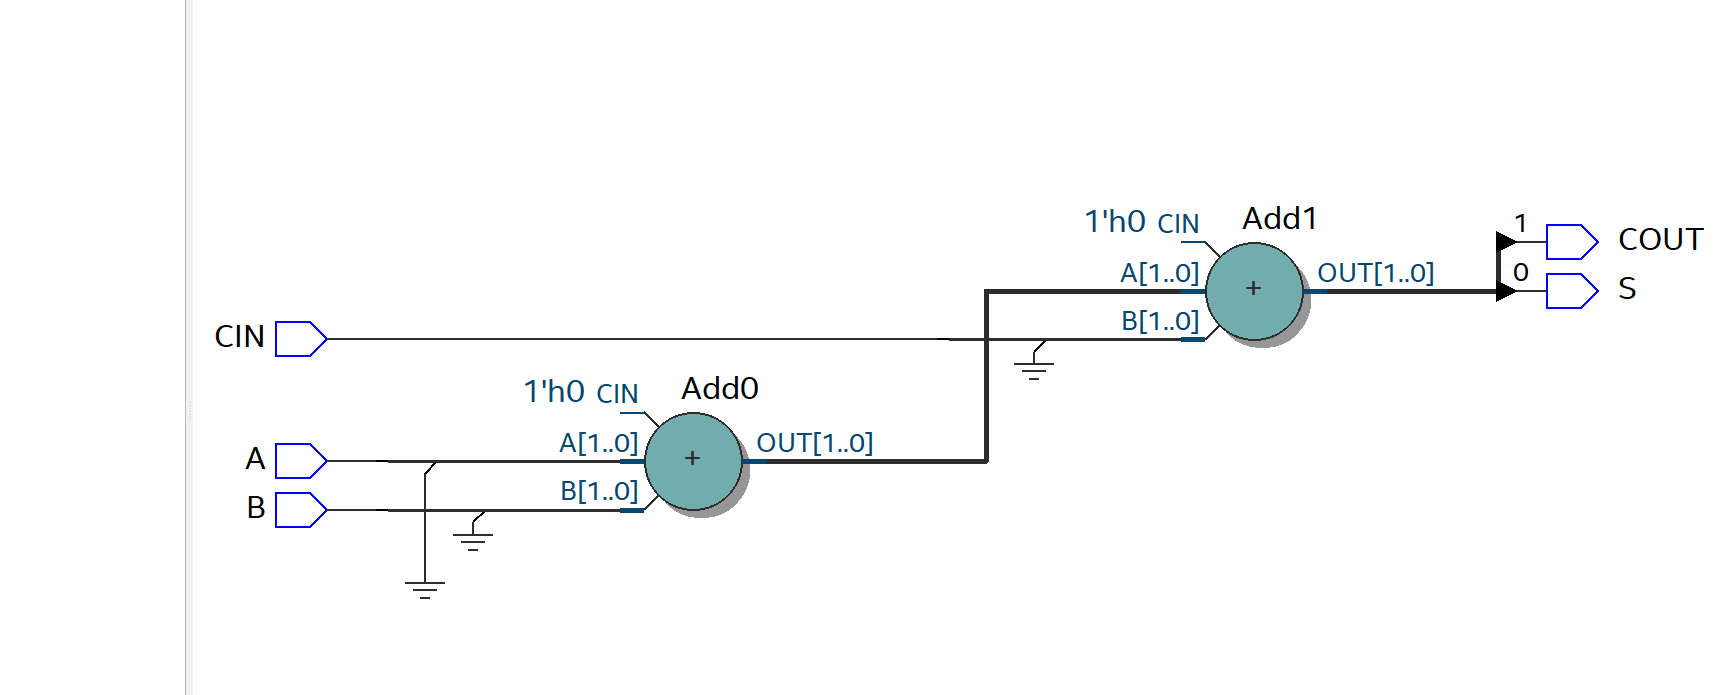 1'h0 CIN
Add1
1
COUT
A[1..0]
OUT[1..0]
0
+
S
B[1..0]
CIN
1'h0 CIN
Add0
A[1..0]
OUT[1..0]
A
+
B[1..0]
B